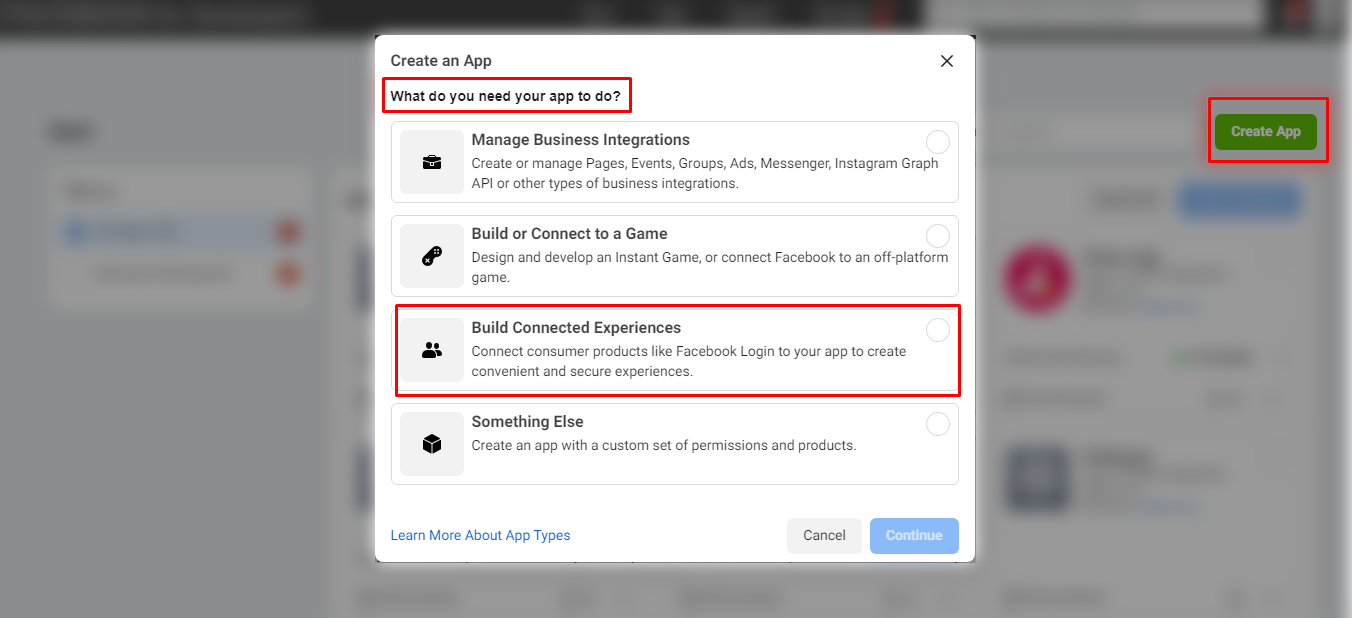 Create an App
What do you need your app to do?
Manage Business Integrations
Create or manage Pages, Events, Groups, Ads, Messenger, Instagram Graph
API or other types of business integrations.
Build or Connect to a Game
Design and develop an Instant Game, or connect Facebook to an off-platform
game.
Build Connected Experiences
Connect consumer products like Facebook Login to your app to create
convenient and secure experiences.
Something Else
Create an app with a custom set of permissions and products.
Learn More About App Types
Cancel
Continue
Create App